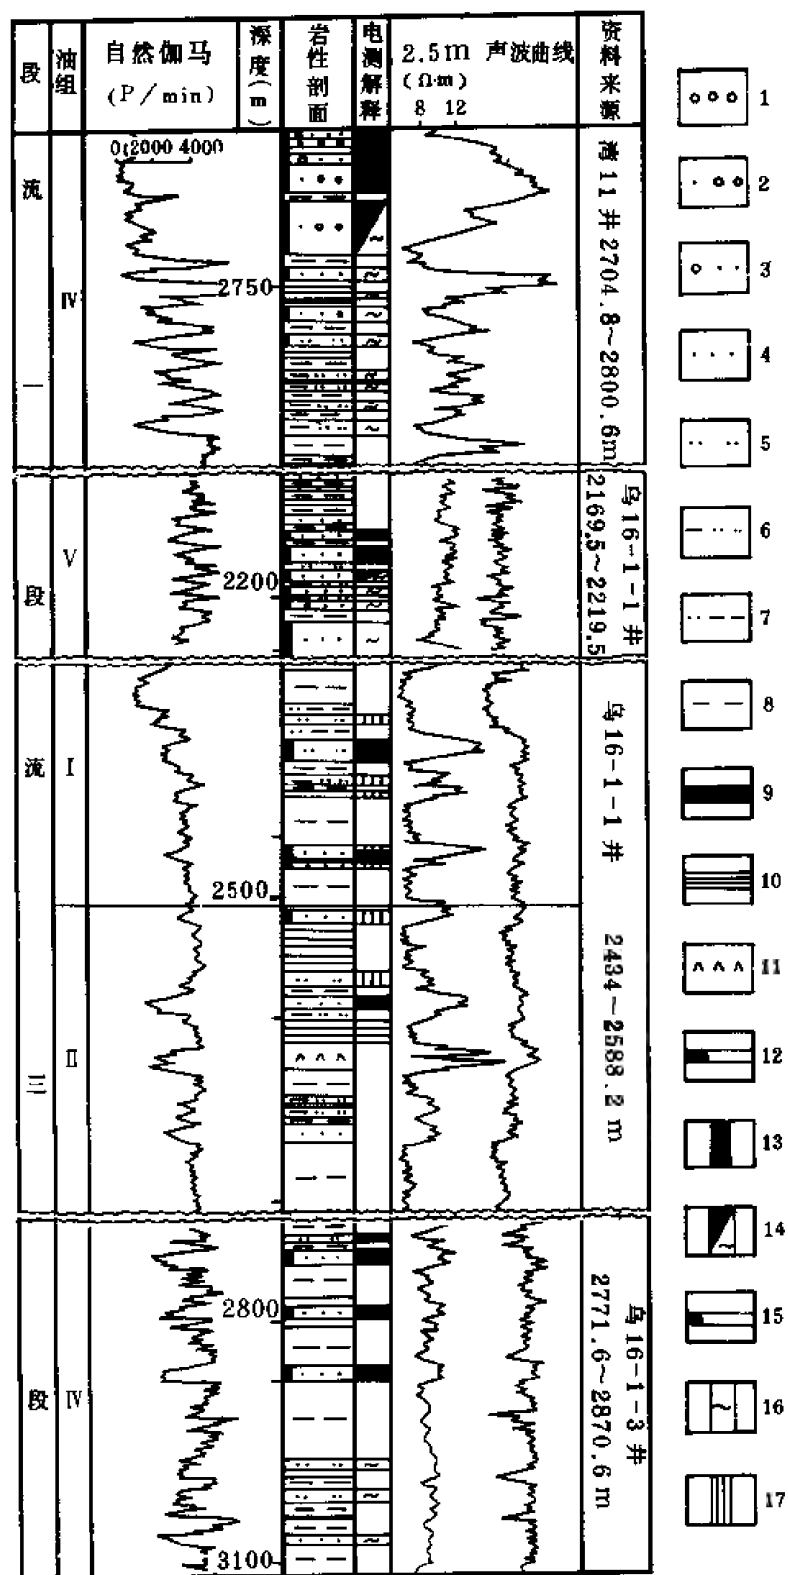 段
油组
自然伽马
(P/min)
深度(m)
岩性剖面
电测解释
2.5m 声波曲线
(Ω·m)
8 12
资料来源
0 2000 4000
流
一
段
Ⅳ
2750
湾11井2704.8~2800.6m
Ⅴ
2200
乌16-1-1井
2169.5~2219.5
流
三
段
Ⅰ
2500
Ⅱ
乌16-1-1井 2434~2588.2 m
Ⅳ
2800
3100
乌16-1-3井
2771.6~2870.6 m
1
2
3
4
5
6
7
8
9
10
11
12
13
14
15
16
17